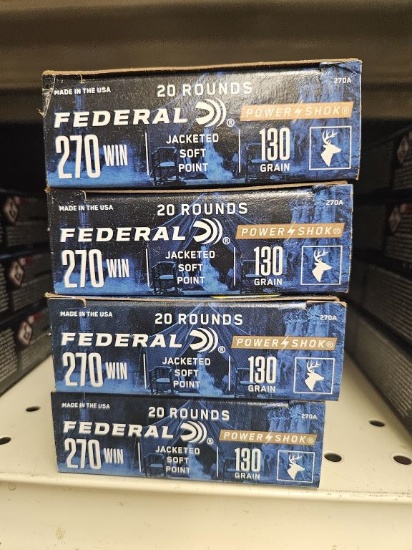 MADE IN THE USA
20 ROUNDS
270A
FEDERAL®
POWER SHOK®
270 WIN
JACKETED
SOFT
POINT
130
GRAIN
MADE IN THE USA
20 ROUNDS
270A
FEDERAL®
POWER SHOK®
270 WIN
JACKETED
SOFT
POINT
130
GRAIN
MADE IN THE USA
20 ROUNDS
270A
FEDERAL®
POWER SHOK®
270 WIN
JACKETED
SOFT
POINT
130
GRAIN
MADE IN THE USA
20 ROUNDS
270A
FEDERAL®
POWER SHOK®
270 WIN
JACKETED
SOFT
POINT
130
GRAIN